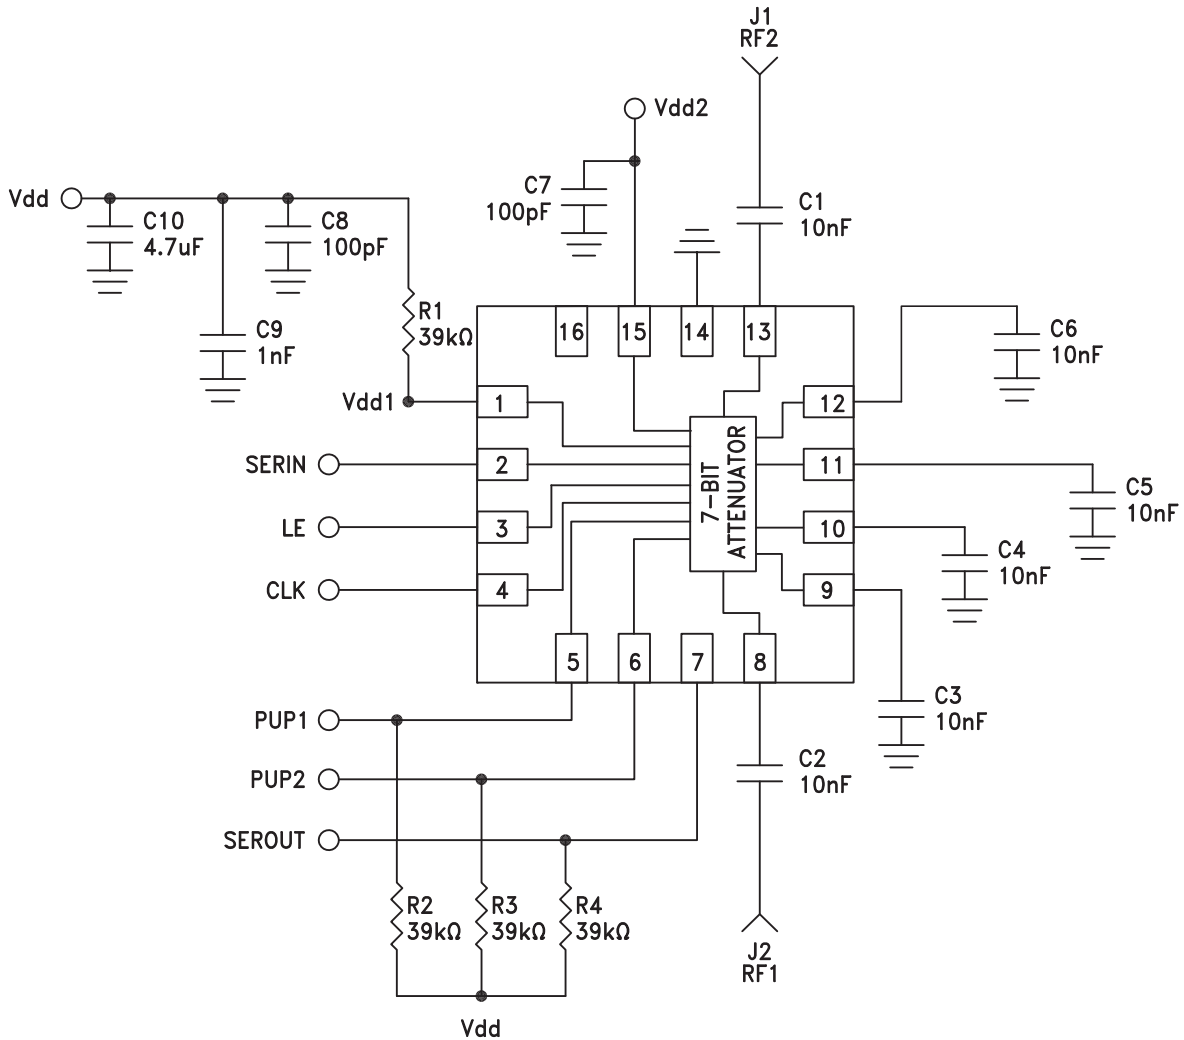 J1
RF2
Vdd2
Vdd
C10
4.7uF
C8
100pF
C7
100pF
C1
10nF
C9
1nF
R1
39kΩ
Vdd1
16
15
14
13
C6
10nF
1
12
SERIN
2
11
C5
10nF
7-BIT
ATTENUATOR
LE
3
10
C4
10nF
CLK
4
9
5
6
7
8
C3
10nF
PUP1
PUP2
C2
10nF
SEROUT
R2
39kΩ
R3
39kΩ
R4
39kΩ
J2
RF1
Vdd